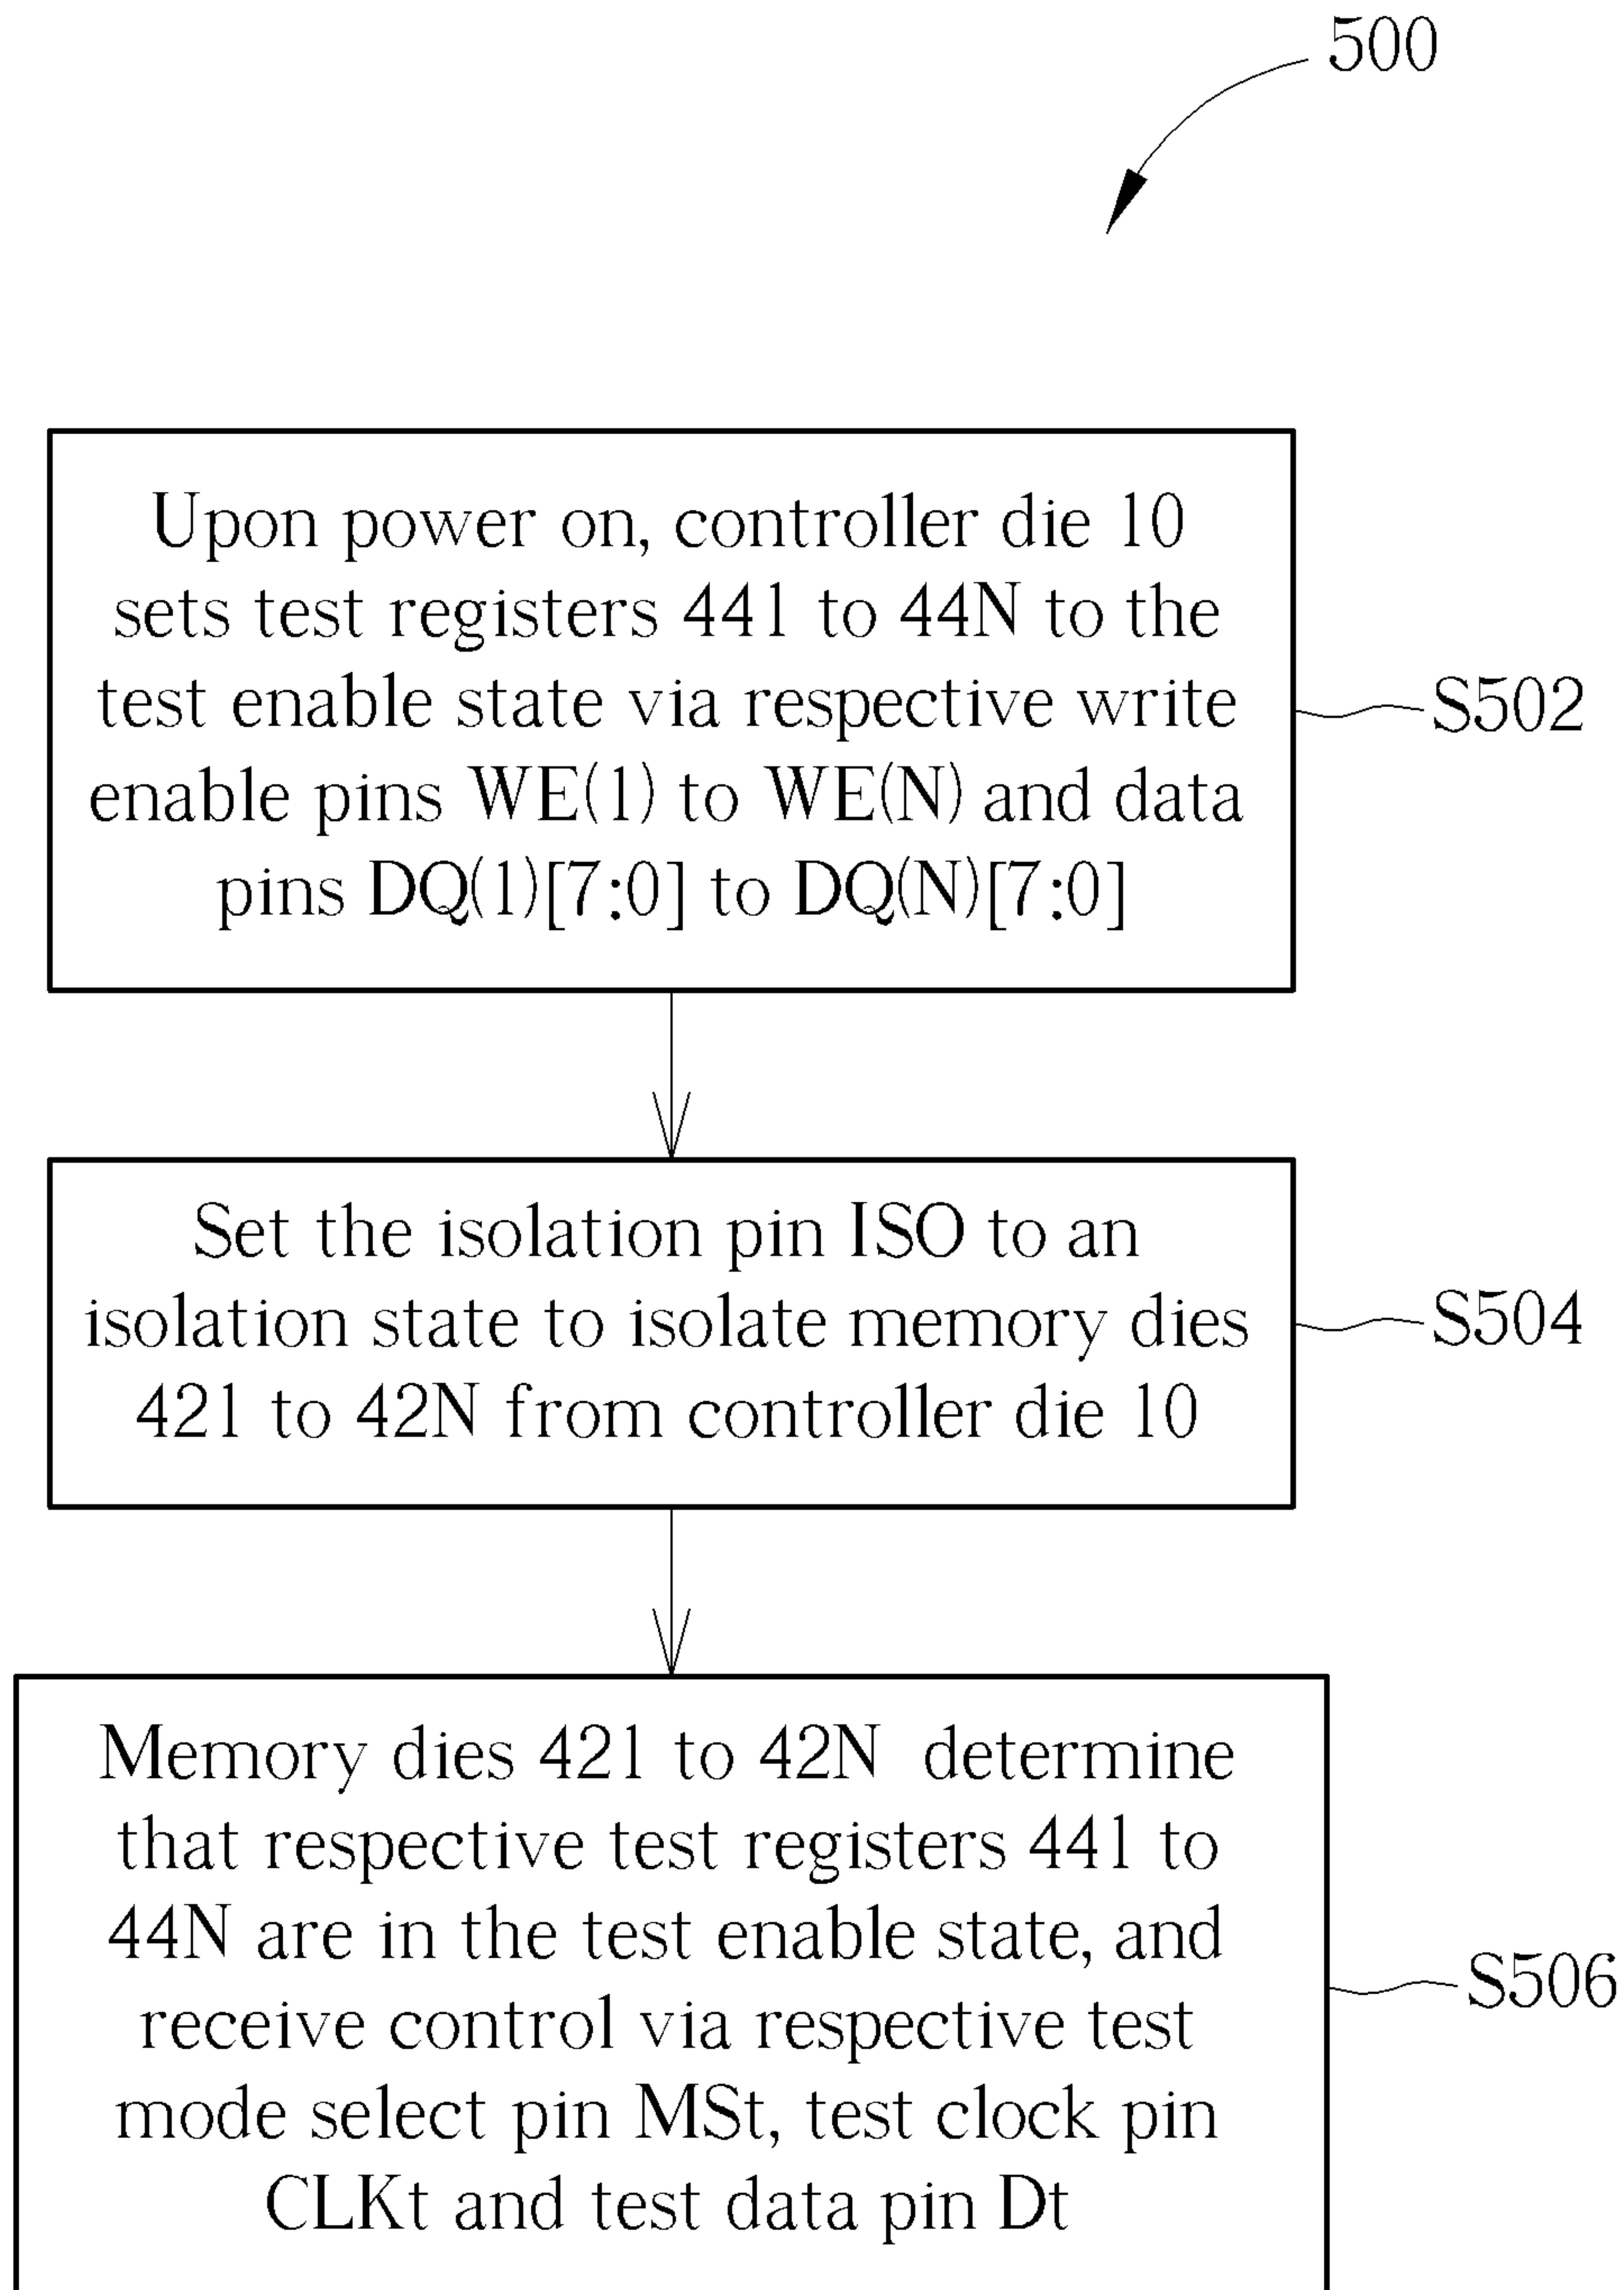 500
Upon power on, controller die 10
sets test registers 441 to 44N to the
test enable state via respective write
enable pins WE(1) to WE(N) and data
pins DQ(1)[7:0] to DQ(N)[7:0]
S502
Set the isolation pin ISO to an
isolation state to isolate memory dies
421 to 42N from controller die 10
S504
Memory dies 421 to 42N determine
that respective test registers 441 to
44N are in the test enable state, and
receive control via respective test
mode select pin MSt, test clock pin
CLKt and test data pin Dt
S506